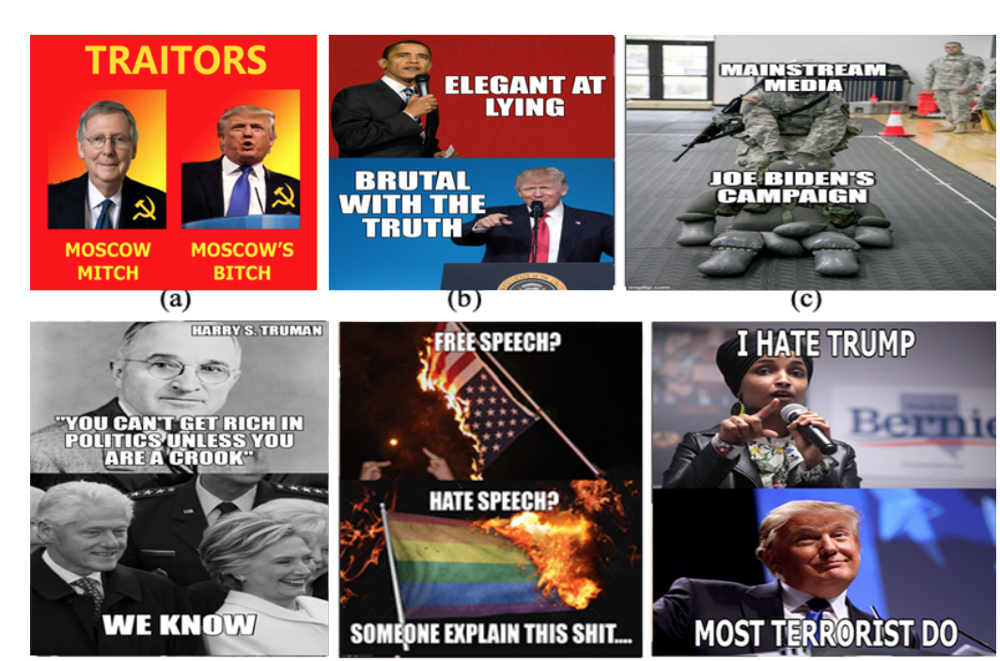 TRAITORS
MOSCOW
MITCH
MOSCOW'S
BITCH
(a)
ELEGANT AT
LYING
BRUTAL
WITH THE
TRUTH
(b)
MAINSTREAM
MEDIA
JOE BIDEN'S
CAMPAIGN
imgflip.com
(c)
HARRY S. TRUMAN
"YOU CAN'T GET RICH IN
POLITICS UNLESS YOU
ARE A CROOK"
WE KNOW
FREE SPEECH?
HATE SPEECH?
SOMEONE EXPLAIN THIS SHIT....
I HATE TRUMP
Bernie
MOST TERRORIST DO